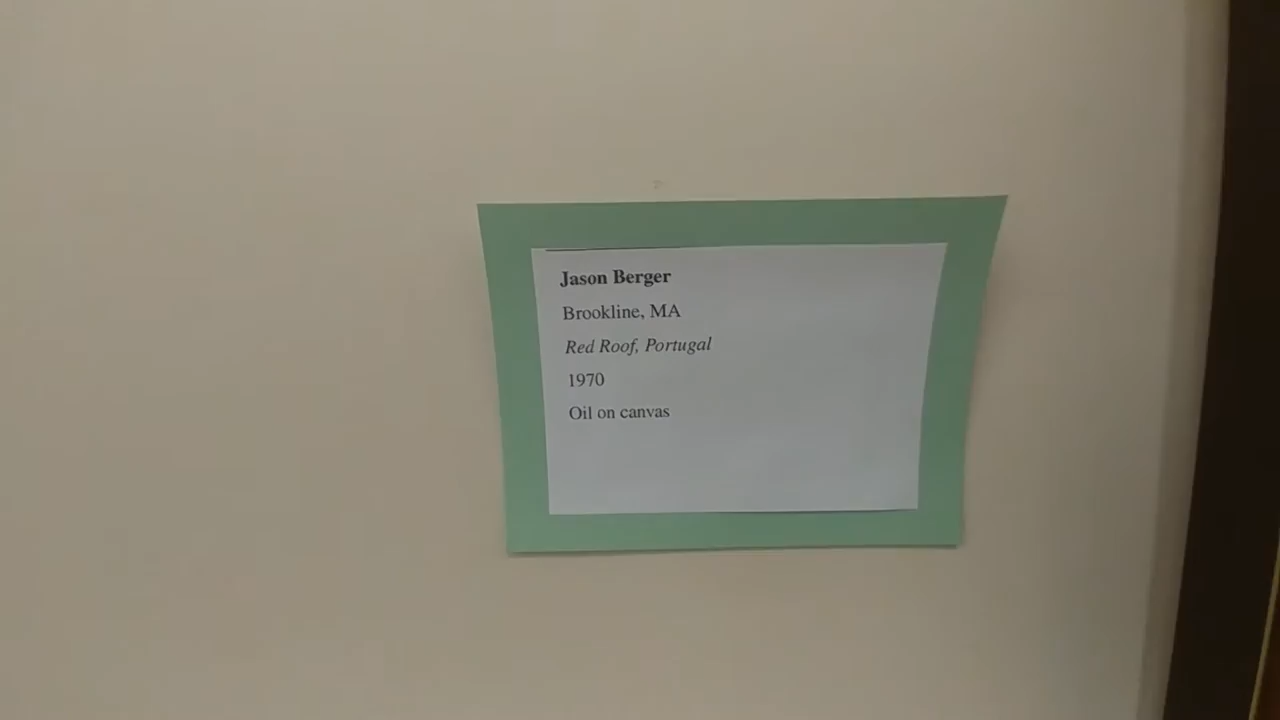 Jason Berger
Brookline, MA
Red Roof, Portugal
1970
Oil on canvas